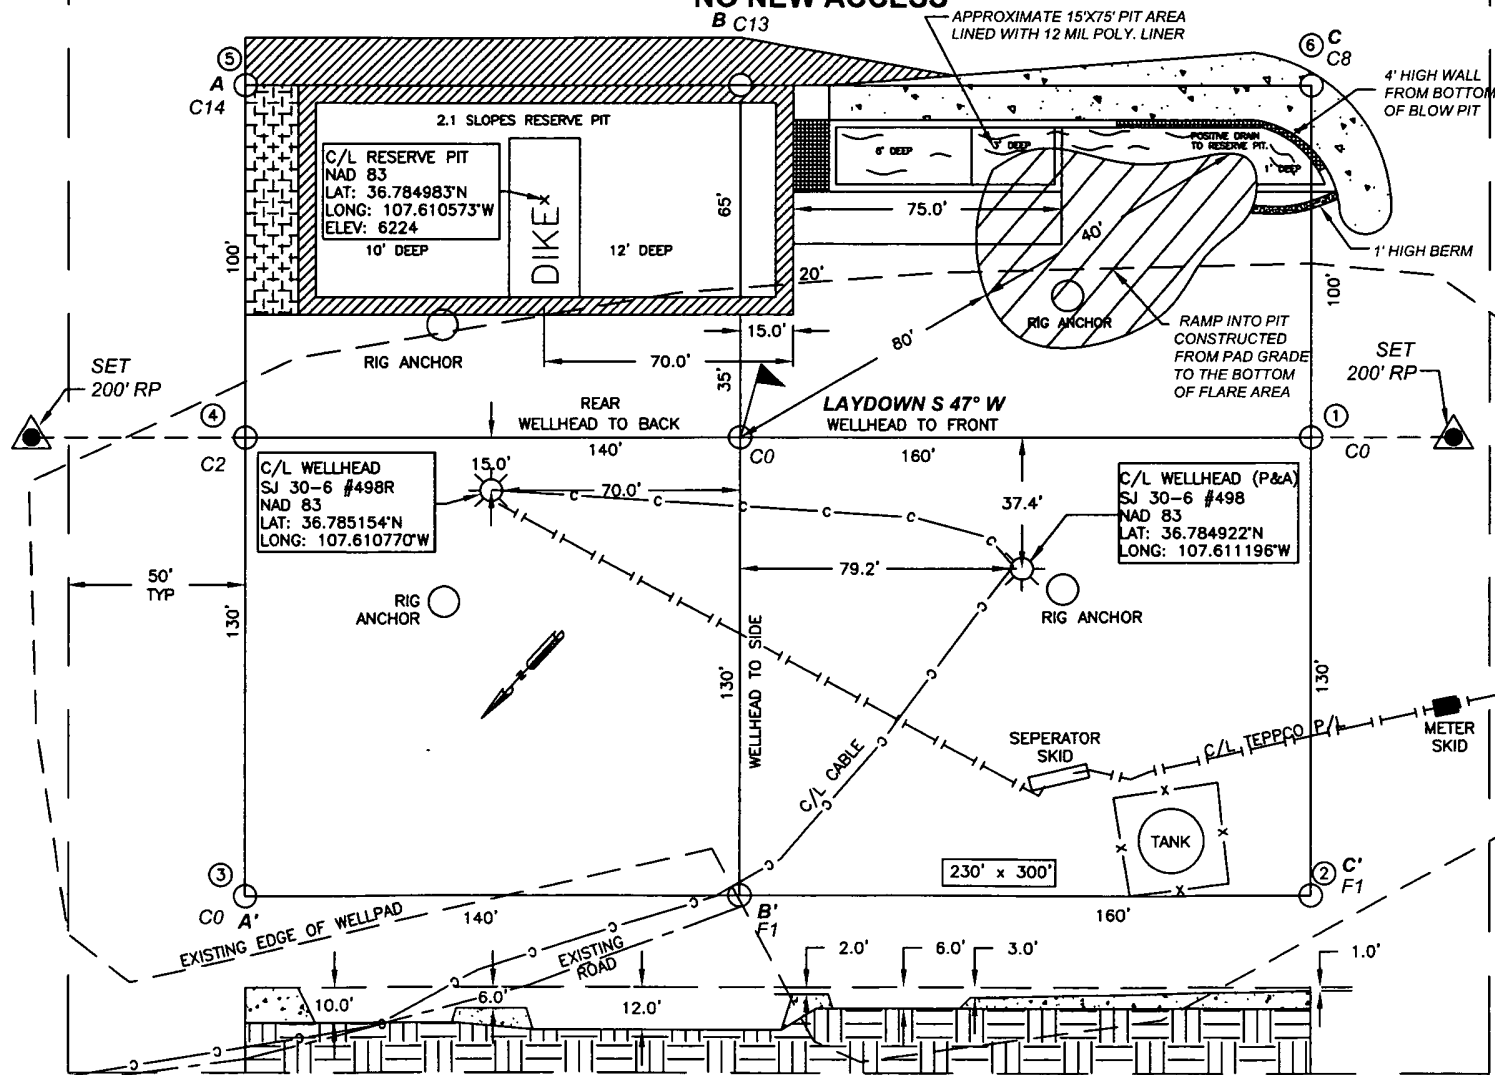 NO NEW ACCESS
B C13
APPROXIMATE 15'X75' PIT AREA
LINED WITH 12 MIL POLY. LINER
5
A
C14
6
C
C8
4' HIGH WALL
FROM BOTTOM
OF BLOW PIT
2.1 SLOPES RESERVE PIT
C/L RESERVE PIT
NAD 83
LAT: 36.784983°N
LONG: 107.610573°W
ELEV: 6224
10' DEEP
DIKE
x
12' DEEP
65'
6' DEEP
3' DEEP
POSITIVE DRAIN
TO RESERVE PIT.
1' DEEP
75.0'
40'
1' HIGH BERM
100'
20'
100'
RIG ANCHOR
RIG ANCHOR
15.0'
70.0'
35'
80'
RAMP INTO PIT
CONSTRUCTED
FROM PAD GRADE
TO THE BOTTOM
OF FLARE AREA
SET
200' RP
SET
200' RP
4
REAR
WELLHEAD TO BACK
LAYDOWN S 47° W
WELLHEAD TO FRONT
1
C2
140'
C0
160'
C0
C/L WELLHEAD
SJ 30-6 #498R
NAD 83
LAT: 36.785154°N
LONG: 107.610770°W
15.0'
70.0'
C C C C C
37.4'
C/L WELLHEAD (P&A)
SJ 30-6 #498
NAD 83
LAT: 36.784922°N
LONG: 107.611196°W
50'
TYP
79.2'
RIG
ANCHOR
RIG ANCHOR
130'
130'
WELLHEAD TO SIDE
130'
C C C C C
C/L CABLE
SEPERATOR
SKID
C/L TEPPCO P/L
METER
SKID
x x x x
TANK
230' x 300'
3
C0 A'
140'
B'
F1
160'
2
C'
F1
EXISTING EDGE OF WELLPAD
EXISTING
ROAD
C C C C C C C
10.0'
6.0'
12.0'
2.0'
6.0'
3.0'
1.0'